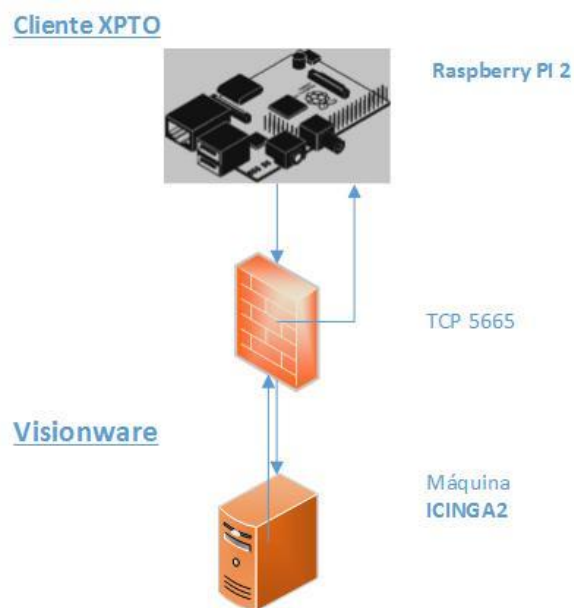 Cliente XPTO
Raspberry PI 2
TCP 5665
Visionware
Máquina
ICINGA2